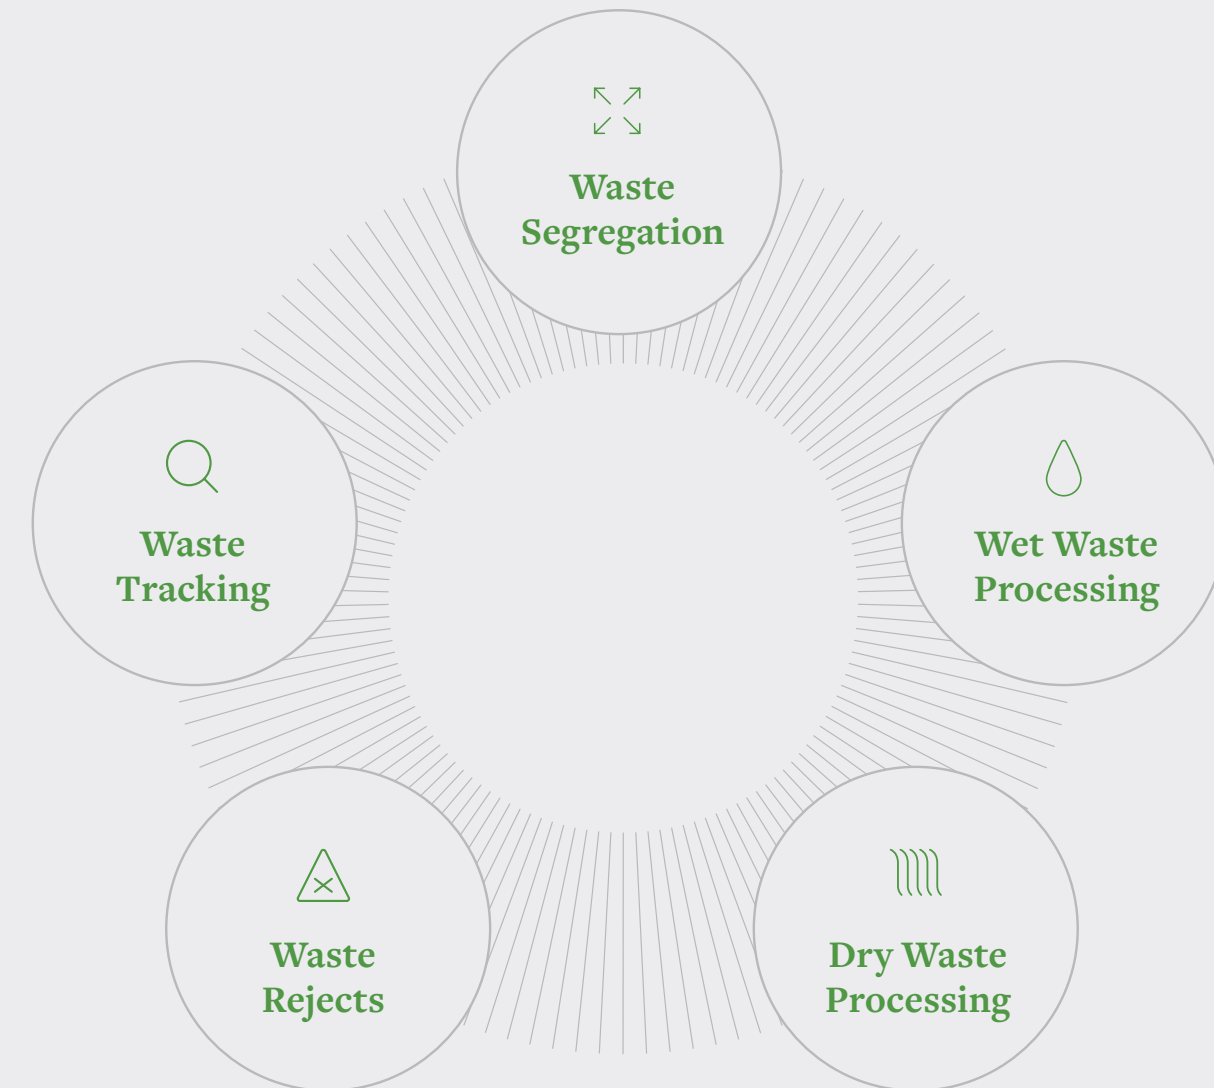 Waste
Segregation
Waste
Tracking
Wet Waste
Processing
Waste
Rejects
Dry Waste
Processing